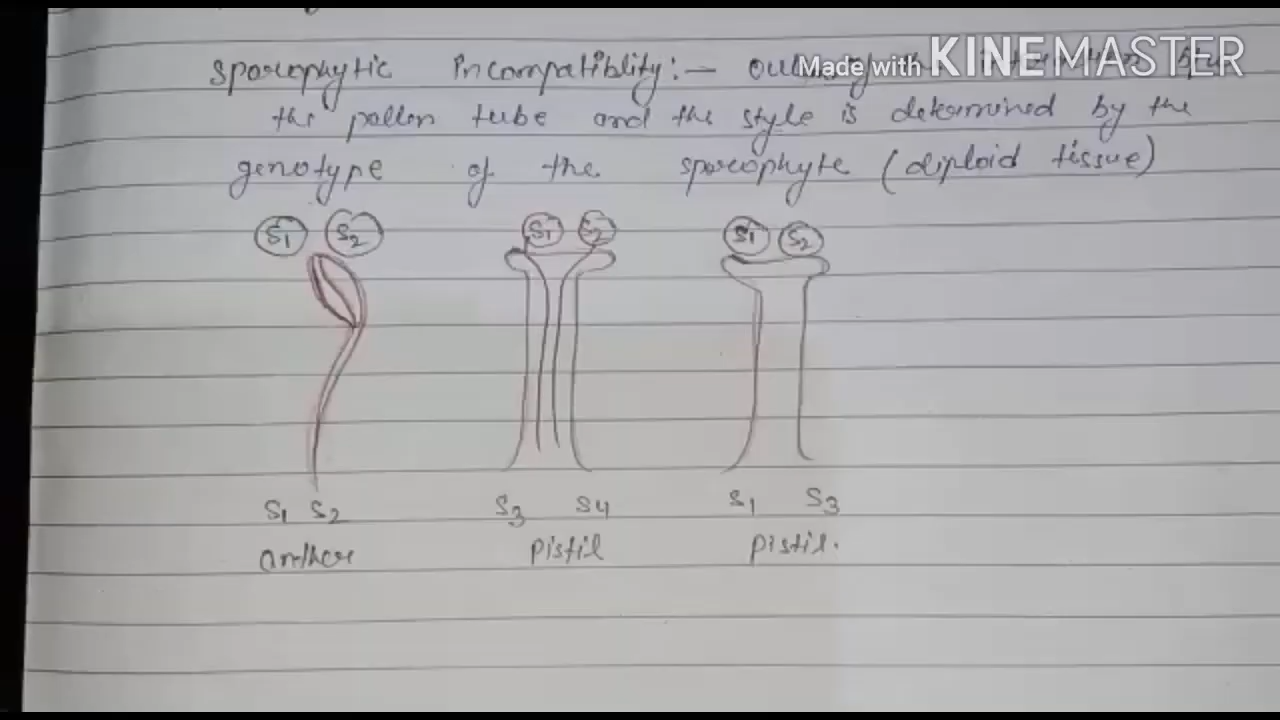 Sporophytic Incompatiblity:-
Made with KINEMASTER
the pollen tube and the style is determined by the
genotype of the sporophyte (diploid tissue)
S1 S2 S1 S2 S1 S2
S1 S2 S3 S4 S1 S3
anther pistil pistil.